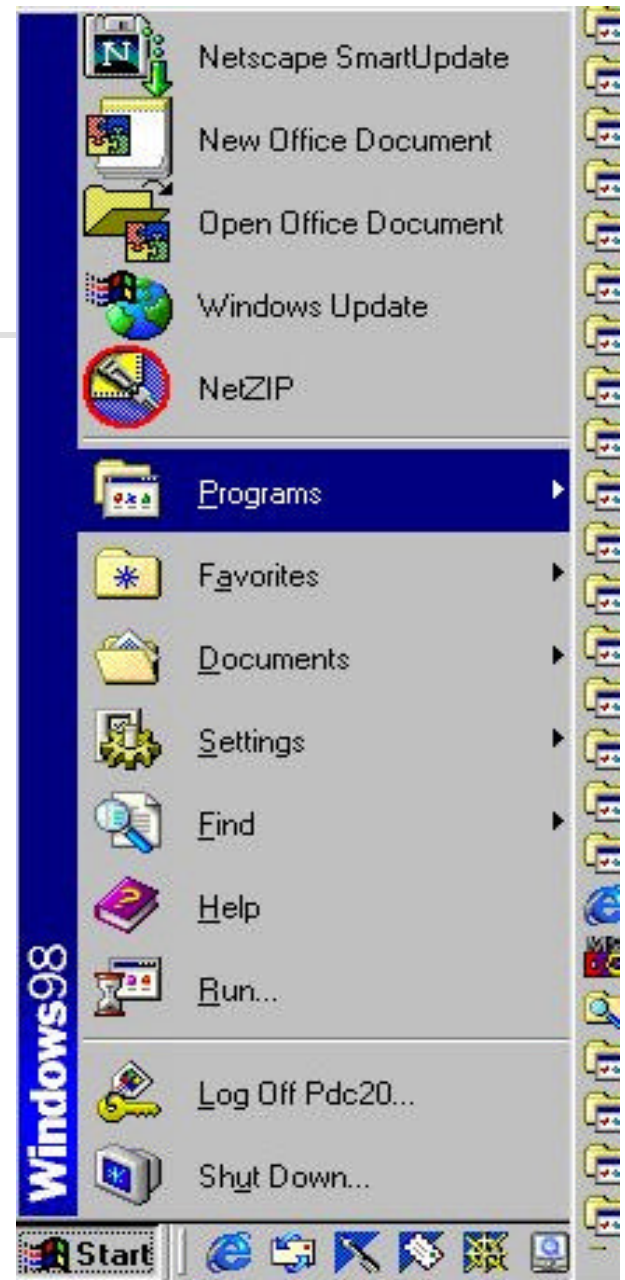 Netscape SmartUpdate
New Office Document
Open Office Document
Windows Update
NetZIP
Programs
Favorites
Documents
Settings
Find
Help
Run...
Log Off Pdc20...
Shut Down...
Windows98
Start